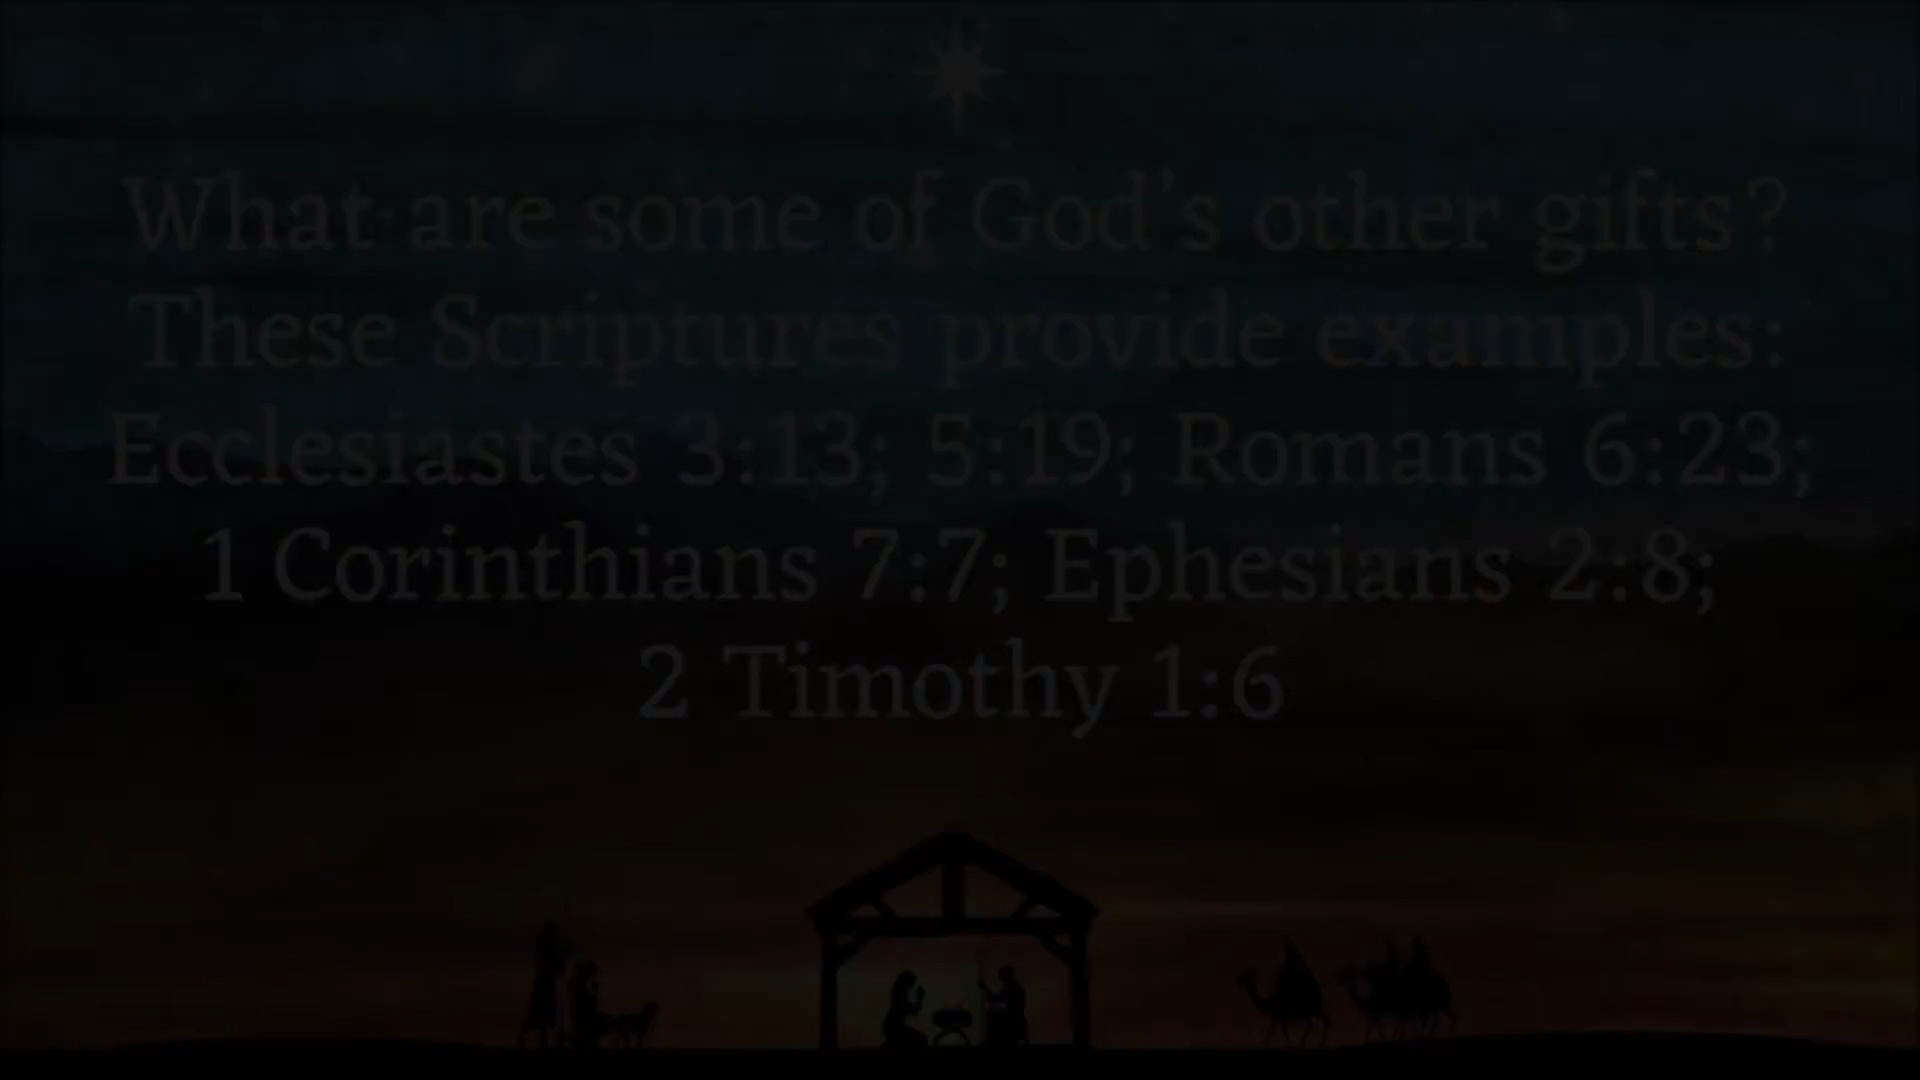 What are some of God’s other gifts?
These Scriptures provide examples:
Ecclesiastes 3:13; 5:19; Romans 6:23;
1 Corinthians 7:7; Ephesians 2:8;
2 Timothy 1:6